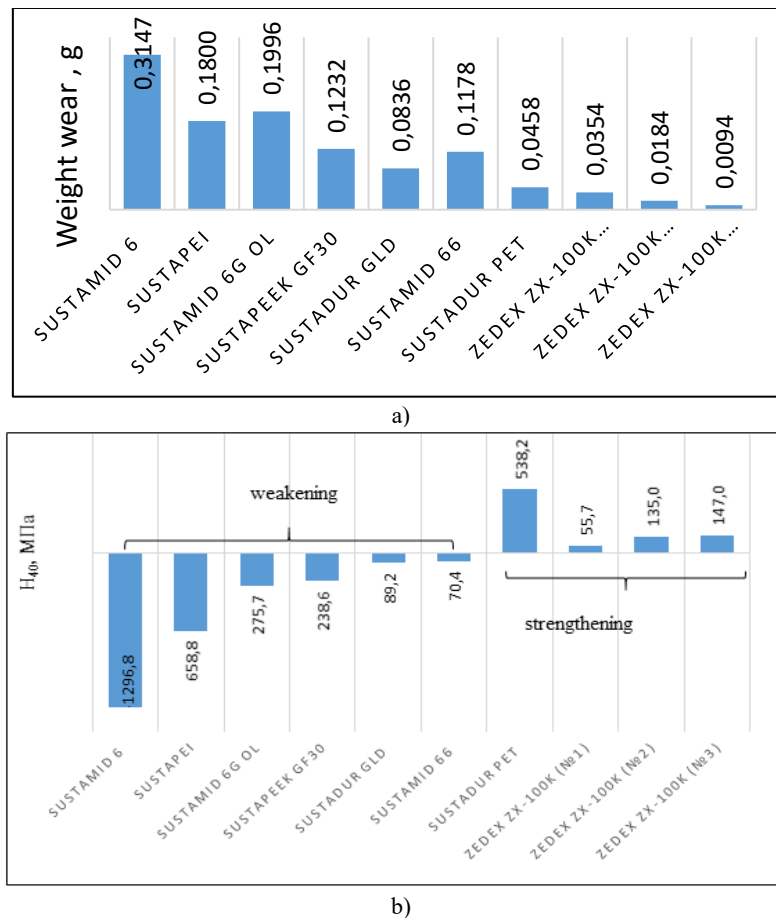 Weight wear , g
0,3147
0,1800
0,1996
0,1232
0,0836
0,1178
0,0458
0,0354
0,0184
0,0094
SUSTAMID 6
SUSTAPEI
SUSTAMID 6G OL
SUSTAPEEK GF30
SUSTADUR GLD
SUSTAMID 66
SUSTADUR PET
ZEDEX ZX-100K...
ZEDEX ZX-100K...
ZEDEX ZX-100K...
a)
H40, МПа
weakening
-1296,8
658,8
275,7
238,6
89,2
70,4
538,2
55,7
135,0
147,0
strengthening
SUSTAMID 6
SUSTAPEI
SUSTAMID 6G OL
SUSTAPEEK GF30
SUSTADUR GLD
SUSTAMID 66
SUSTADUR PET
ZEDEX ZX-100K (№1)
ZEDEX ZX-100K (№2)
ZEDEX ZX-100K (№3)
b)